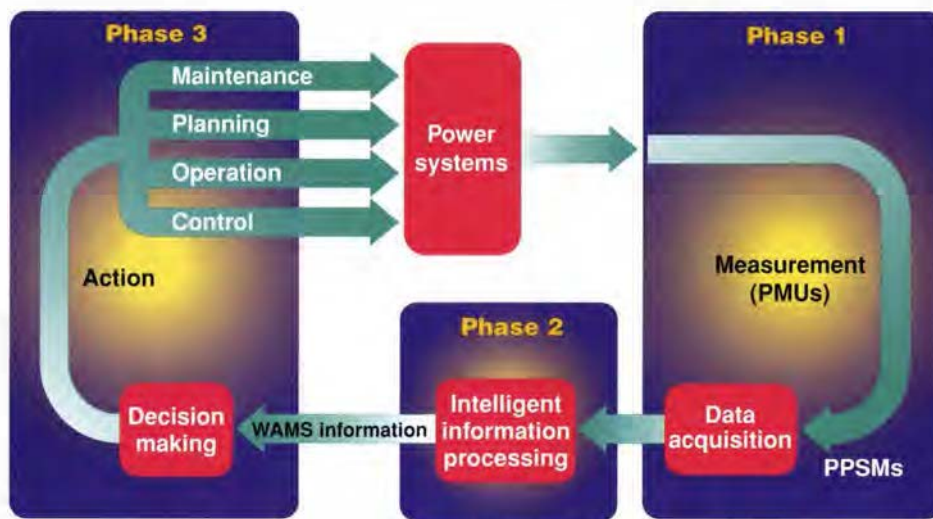 Phase 3
Maintenance
Planning
Operation
Control
Action
Decision
making
Power
systems
Phase 1
Measurement
(PMUs)
Data
acquisition
PPSMs
Phase 2
Intelligent
information
processing
WAMS information